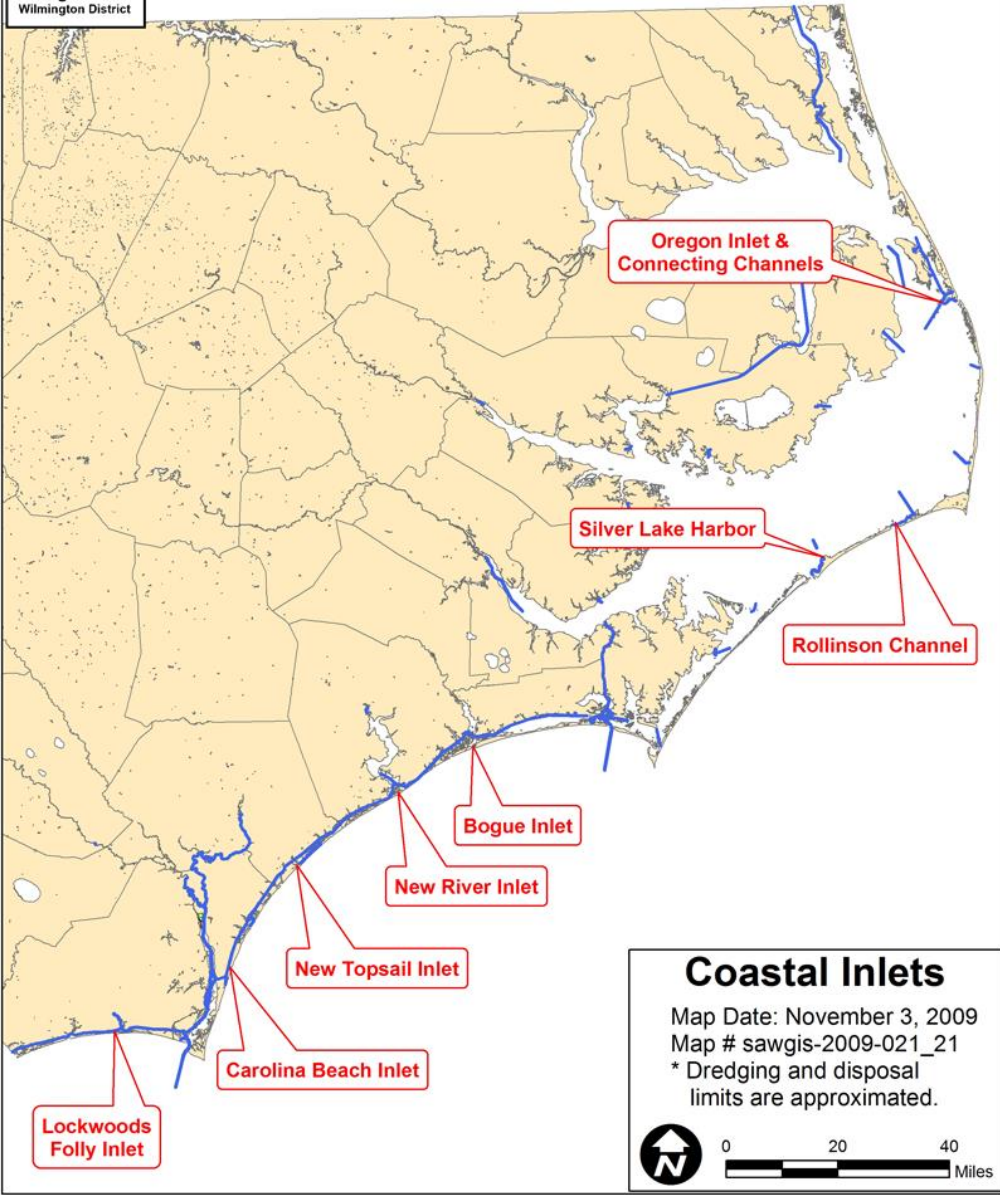 Wilmington District
Oregon Inlet &
Connecting Channels
Silver Lake Harbor
Rollinson Channel
Bogue Inlet
New River Inlet
New Topsail Inlet
Carolina Beach Inlet
Lockwoods
Folly Inlet
Coastal Inlets
Map Date: November 3, 2009
Map # sawgis-2009-021_21
* Dredging and disposal
limits are approximated.
N
0 20 40
Miles